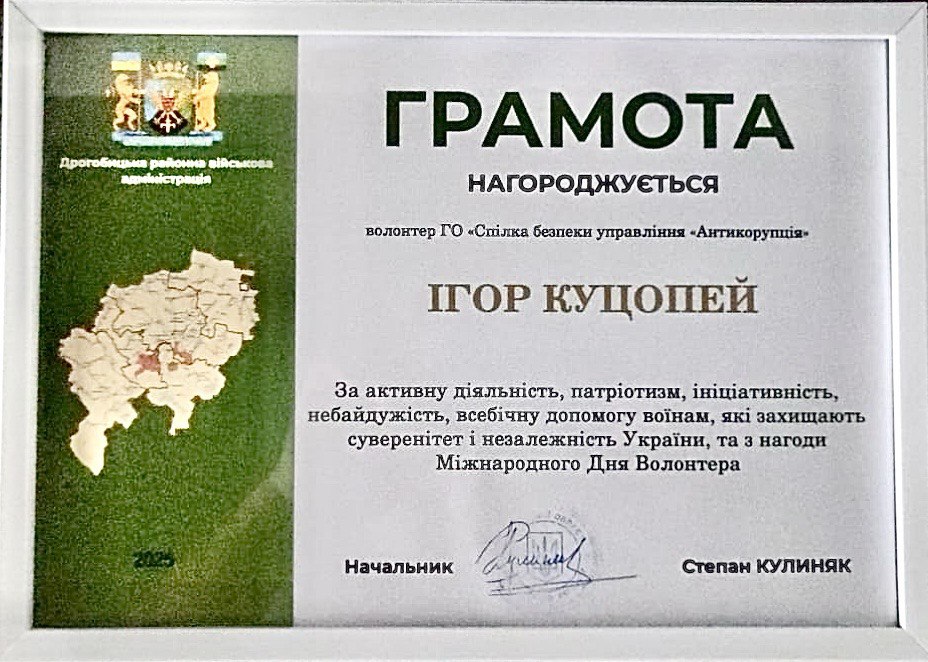 Дрогобицька районна військова
адміністрація
2025
ГРАМОТА
НАГОРОДЖУЄТЬСЯ
волонтер ГО «Спілка безпеки управління «Антикорупція»
ІГОР КУЦОПЕЙ
За активну діяльність, патріотизм, ініціативність,
небайдужість, всебічну допомогу воїнам, які захищають
суверенітет і незалежність України, та з нагоди
Міжнародного Дня Волонтера
Начальник
Степан КУЛИНЯК